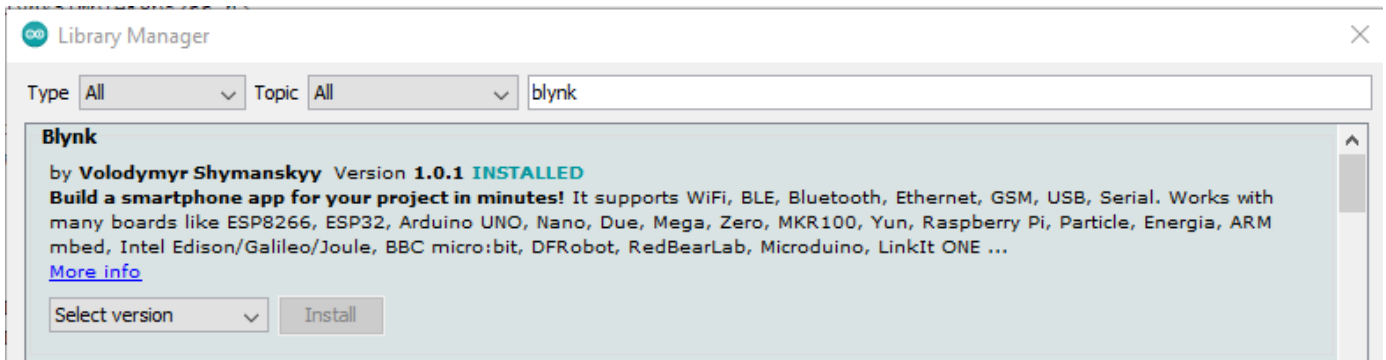 Library Manager
Type All Topic All blynk
Blynk
by Volodymyr Shymanskyy Version 1.0.1 INSTALLED
Build a smartphone app for your project in minutes! It supports WiFi, BLE, Bluetooth, Ethernet, GSM, USB, Serial. Works with
many boards like ESP8266, ESP32, Arduino UNO, Nano, Due, Mega, Zero, MKR100, Yun, Raspberry Pi, Particle, Energia, ARM
mbed, Intel Edison/Galileo/Joule, BBC micro:bit, DFRobot, RedBearLab, Microduino, LinkIt ONE ...
More info
Select version Install